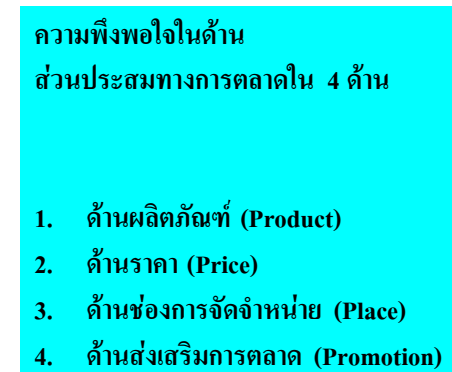 ความพึงพอใจในด้าน
ส่วนประสมทางการตลาดใน 4 ด้าน
1. ด้านผลิตภัณฑ์ (Product)
2. ด้านราคา (Price)
3. ด้านช่องการจัดจำหน่าย (Place)
4. ด้านส่งเสริมการตลาด (Promotion)